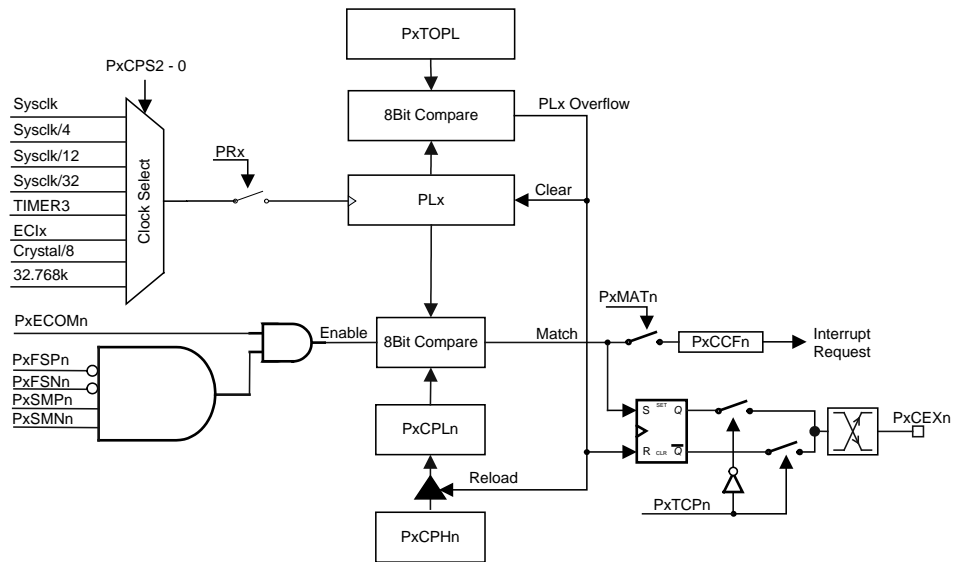 PxTOPL
PxCPS2 - 0
8Bit Compare
PLx Overflow
Sysclk
Sysclk/4
Sysclk/12
Sysclk/32
TIMER3
ECIx
Crystal/8
32.768k
Clock Select
PRx
PLx
Clear
PxECOMn
Enable
8Bit Compare
Match
PxMATn
PxCCFn
Interrupt
Request
PxFSPn
PxFSNn
PxSMPn
PxSMNn
PxCPLn
S SET Q
R CLR Q
PxCEXn
Reload
PxTCPn
PxCPHn